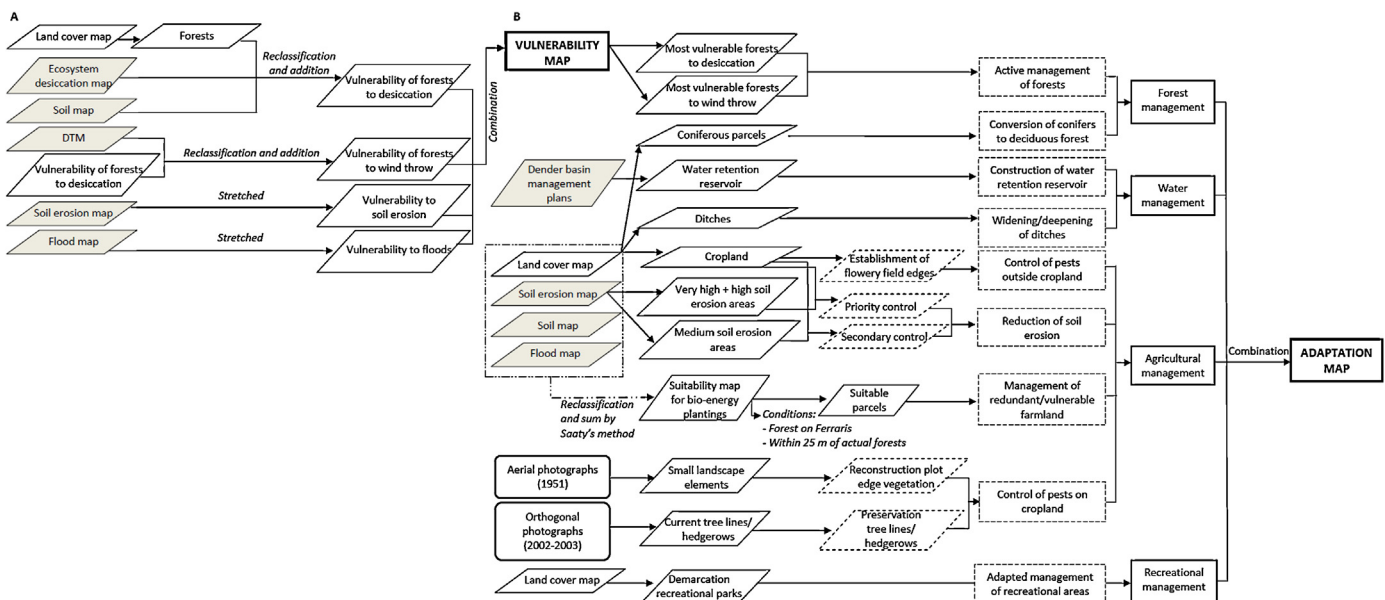 A
Land cover map
Forests
Ecosystem
desiccation map
Soil map
Reclassification
and addition
Vulnerability of forests
to desiccation
DTM
Vulnerability of forests
to desiccation
Reclassification and addition
Vulnerability of forests
to wind throw
Soil erosion map
Stretched
Vulnerability to
soil erosion
Flood map
Stretched
Vulnerability to floods
Combination
B
VULNERABILITY
MAP
Most vulnerable forests
to desiccation
Most vulnerable forests
to wind throw
Active management
of forests
Coniferous parcels
Conversion of conifers
to deciduous forest
Forest
management
Dender basin
management
plans
Water retention
reservoir
Construction of water
retention reservoir
Ditches
Widening/deepening
of ditches
Water
management
Land cover map
Soil erosion map
Soil map
Flood map
Cropland
Establishment of
flowery field edges
Control of pests
outside cropland
Very high + high soil
erosion areas
Priority control
Medium soil erosion
areas
Secondary control
Reduction of soil
erosion
Reclassification
and sum by
Saaty's method
Suitability map
for bio-energy
plantings
Conditions:
- Forest on Ferraris
- Within 25 m of actual forests
Suitable
parcels
Management of
redundant/vulnerable
farmland
Agricultural
management
Aerial photographs
(1951)
Small landscape
elements
Reconstruction plot
edge vegetation
Orthogonal
photographs
(2002-2003)
Current tree lines/
hedgerows
Preservation
tree lines/
hedgerows
Control of pests on
cropland
Land cover map
Demarcation
recreational parks
Adapted management
of recreational areas
Recreational
management
Combination
ADAPTATION
MAP